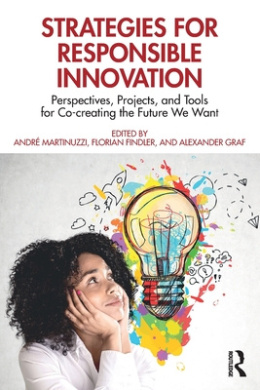 STRATEGIES FOR
RESPONSIBLE
INNOVATION
Perspectives, Projects, and Tools
for Co-creating the Future We Want
EDITED BY
ANDRÉ MARTINUZZI, FLORIAN FINDLER, AND ALEXANDER GRAF
ROUTLEDGE